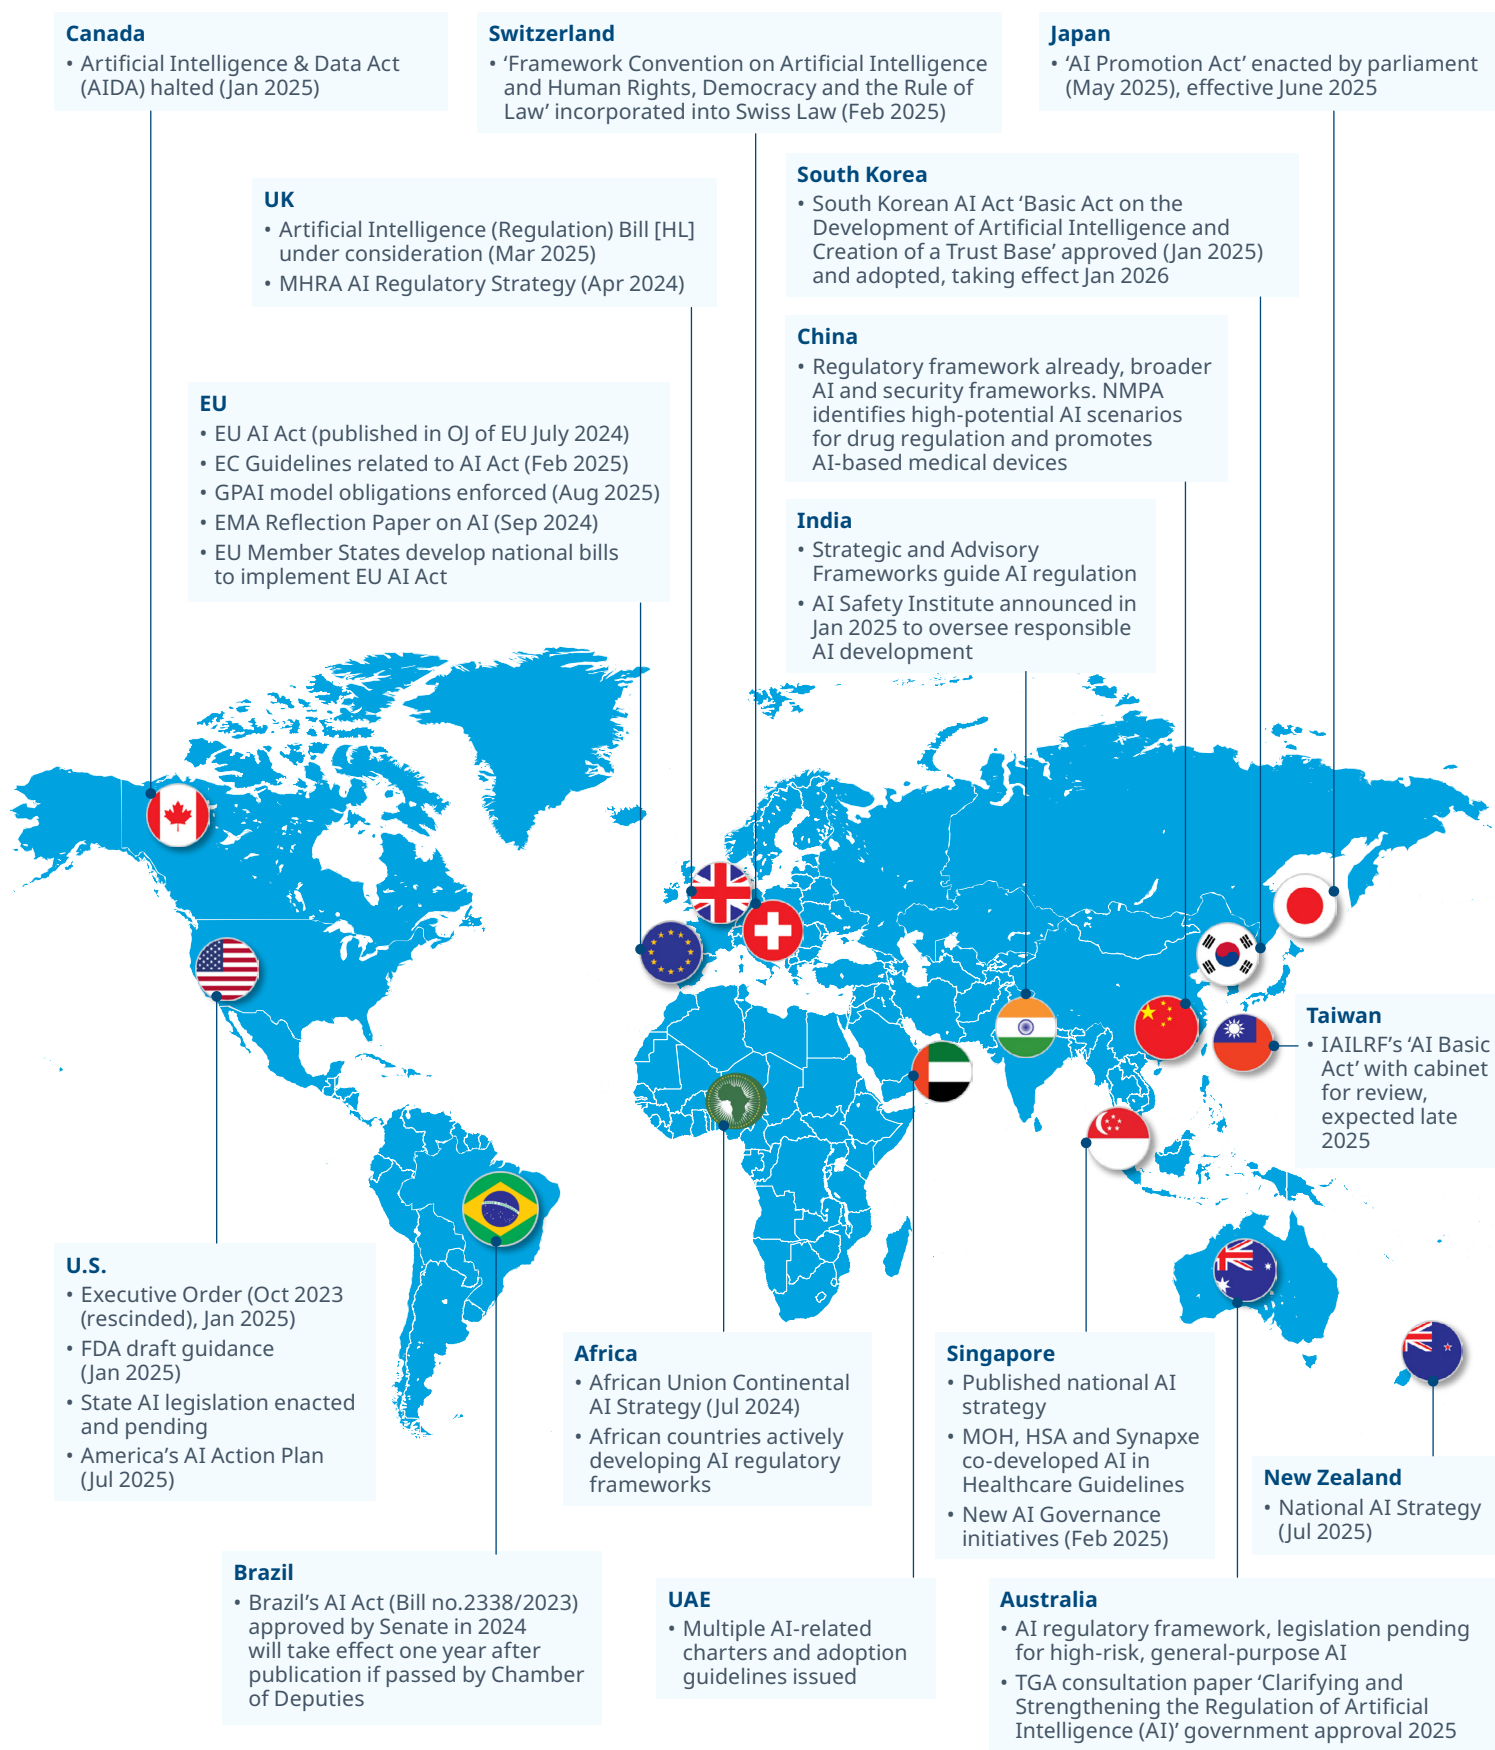 Canada
• Artificial Intelligence & Data Act
(AIDA) halted (Jan 2025)
Switzerland
• ‘Framework Convention on Artificial Intelligence
and Human Rights, Democracy and the Rule of
Law’ incorporated into Swiss Law (Feb 2025)
Japan
• ‘AI Promotion Act’ enacted by parliament
(May 2025), effective June 2025
UK
• Artificial Intelligence (Regulation) Bill [HL]
under consideration (Mar 2025)
• MHRA AI Regulatory Strategy (Apr 2024)
South Korea
• South Korean AI Act ‘Basic Act on the
Development of Artificial Intelligence and
Creation of a Trust Base’ approved (Jan 2025)
and adopted, taking effect Jan 2026
China
• Regulatory framework already, broader
AI and security frameworks. NMPA
identifies high-potential AI scenarios
for drug regulation and promotes
AI-based medical devices
EU
• EU AI Act (published in OJ of EU July 2024)
• EC Guidelines related to AI Act (Feb 2025)
• GPAI model obligations enforced (Aug 2025)
• EMA Reflection Paper on AI (Sep 2024)
• EU Member States develop national bills
to implement EU AI Act
India
• Strategic and Advisory
Frameworks guide AI regulation
• AI Safety Institute announced in
Jan 2025 to oversee responsible
AI development
Taiwan
• IAILRF’s ‘AI Basic
Act’ with cabinet
for review,
expected late
2025
U.S.
• Executive Order (Oct 2023
(rescinded), Jan 2025)
• FDA draft guidance
(Jan 2025)
• State AI legislation enacted
and pending
• America’s AI Action Plan
(Jul 2025)
Africa
• African Union Continental
AI Strategy (Jul 2024)
• African countries actively
developing AI regulatory
frameworks
Singapore
• Published national AI
strategy
• MOH, HSA and Synapxe
co-developed AI in
Healthcare Guidelines
• New AI Governance
initiatives (Feb 2025)
New Zealand
• National AI Strategy
(Jul 2025)
Brazil
• Brazil’s AI Act (Bill no.2338/2023)
approved by Senate in 2024
will take effect one year after
publication if passed by Chamber
of Deputies
UAE
• Multiple AI-related
charters and adoption
guidelines issued
Australia
• AI regulatory framework, legislation pending
for high-risk, general-purpose AI
• TGA consultation paper ‘Clarifying and
Strengthening the Regulation of Artificial
Intelligence (AI)’ government approval 2025